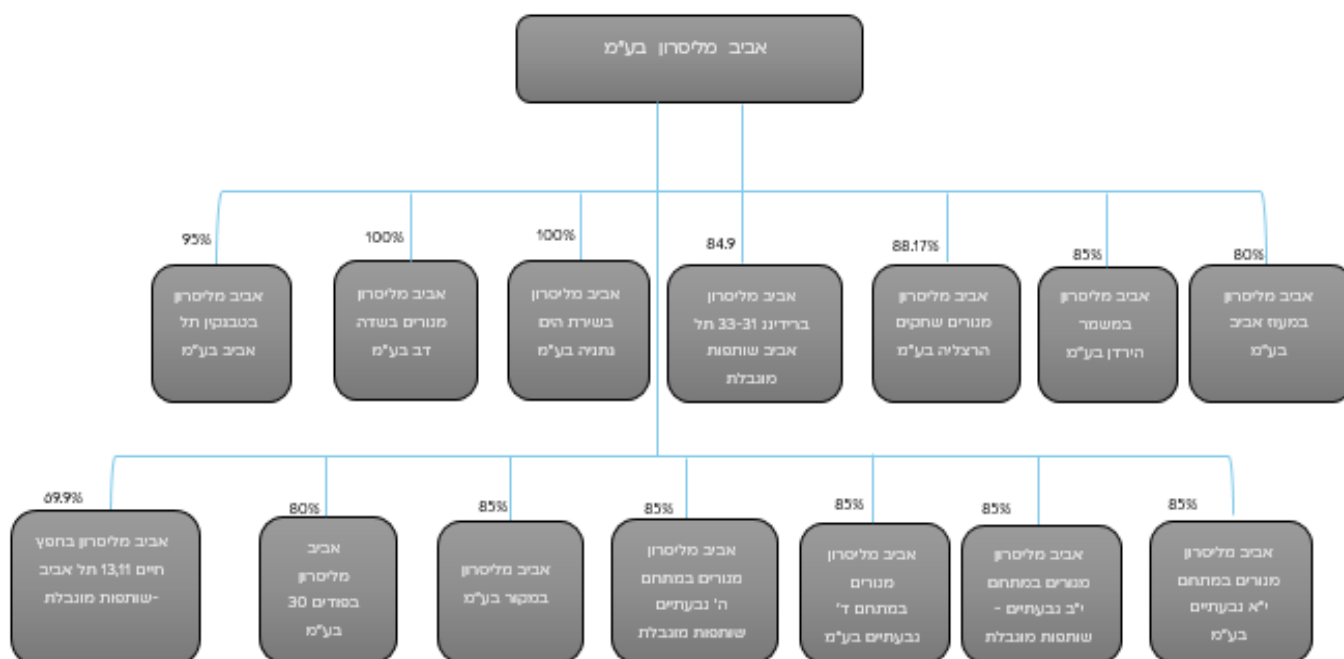 אביב מליסרון בע"מ
80%
אביב מליסרון
במעוז אביב
בע"מ
85%
אביב מליסרון
במשמר
הירדן בע"מ
88.17%
אביב מליסרון
מגורים שחקים
הרצליה בע"מ
84.9
אביב מליסרון
ברידינג 33-31 תל
אביב שותפות
מוגבלת
100%
אביב מליסרון
בשירת הים
נתניה בע"מ
100%
אביב מליסרון
מגורים בשדה
דב בע"מ
95%
אביב מליסרון
בטבנקין תל
אביב בע"מ
85%
אביב מליסרון
מגורים במתחם
י"א גבעתיים
בע"מ
85%
אביב מליסרון
מגורים במתחם
י"ב גבעתיים -
שותפות מוגבלת
85%
אביב מליסרון
מגורים
במתחם ד'
גבעתיים בע"מ
85%
אביב מליסרון
מגורים במתחם
ה' גבעתיים
שותפות מוגבלת
85%
אביב מליסרון
במקור בע"מ
80%
אביב
מליסרון
בפודים 30
בע"מ
69.9%
אביב מליסרון בחפץ
חיים 13,11 תל אביב
-שותפות מוגבלת